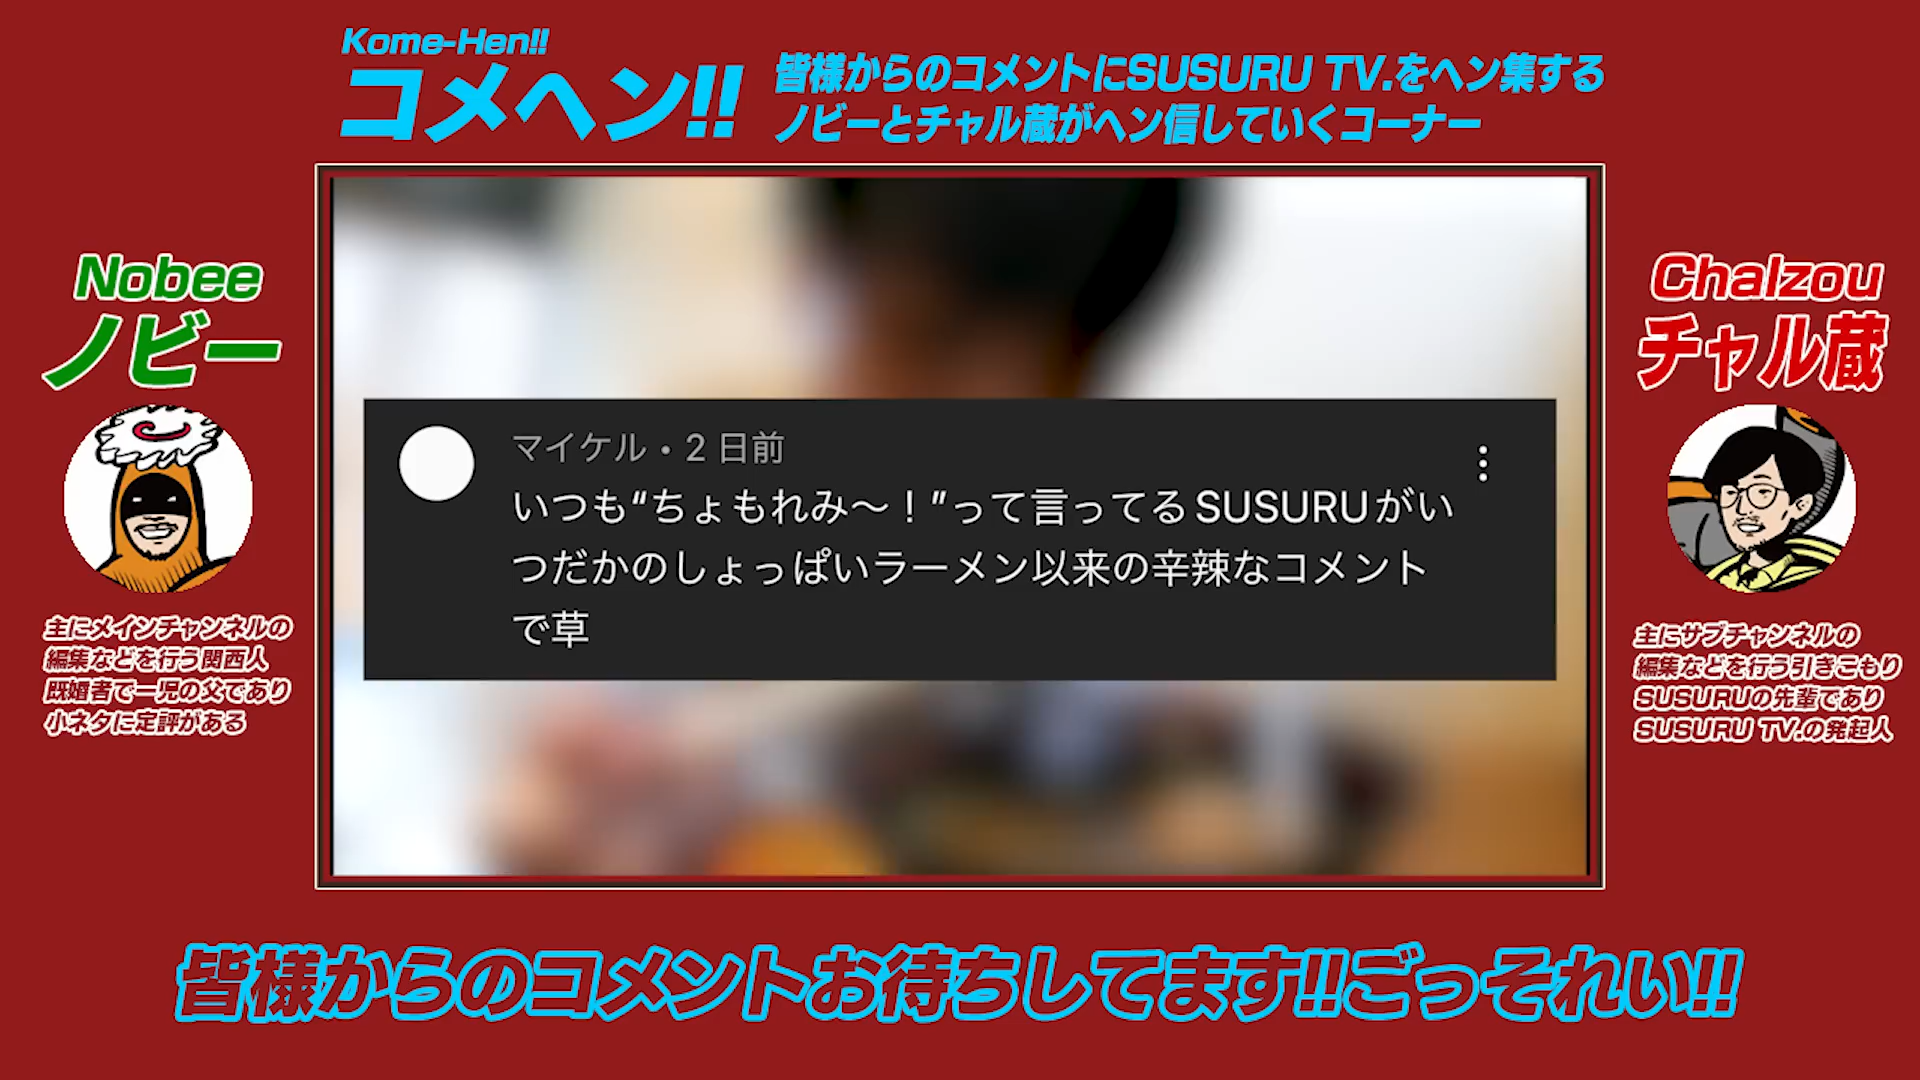 Kome-Hen!!
コメヘン!!
皆様からのコメントにSUSURU TV.をヘン集する
ノビーとチャル蔵がヘン信していくコーナー
Nobee
ノビー
主にメインチャンネルの
編集などを行う関西人
既婚者で一児の父であり
小ネタに定評がある
マイケル・2 日前
いつも“ちょもれみ〜！”って言ってるSUSURUがい
つだかのしょっぱいラーメン以来の辛辣なコメント
で草
Chalzou
チャル蔵
主にサブチャンネルの
編集などを行う引きこもり
SUSURUの先輩であり
SUSURU TV.の発起人
皆様からのコメントお待ちしてます!!ごっそれい!!